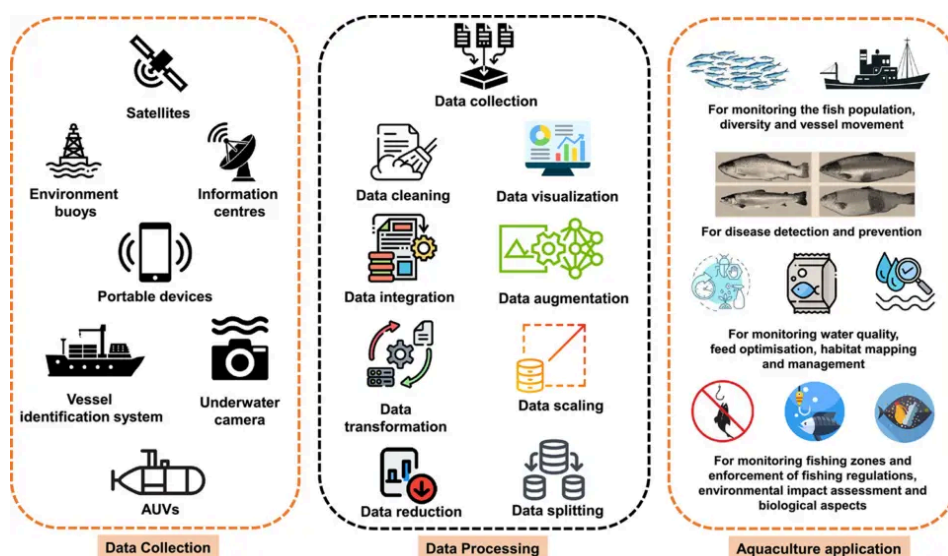 Satellites
Environment
buoys
Information
centres
Portable devices
Vessel
identification system
Underwater
camera
AUVs
Data Collection
Data collection
Data cleaning
Data visualization
Data integration
Data augmentation
Data
transformation
Data scaling
Data reduction
Data splitting
Data Processing
For monitoring the fish population,
diversity and vessel movement
For disease detection and prevention
For monitoring water quality,
feed optimisation, habitat mapping
and management
For monitoring fishing zones and
enforcement of fishing regulations,
environmental impact assessment and
biological aspects
Aquaculture application